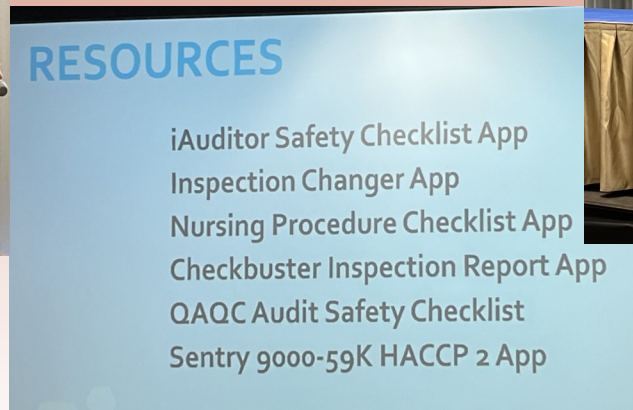 RESOURCES
iAuditor Safety Checklist App
Inspection Changer App
Nursing Procedure Checklist App
Checkbuster Inspection Report App
QAQC Audit Safety Checklist
Sentry 9000-59K HACCP 2 App